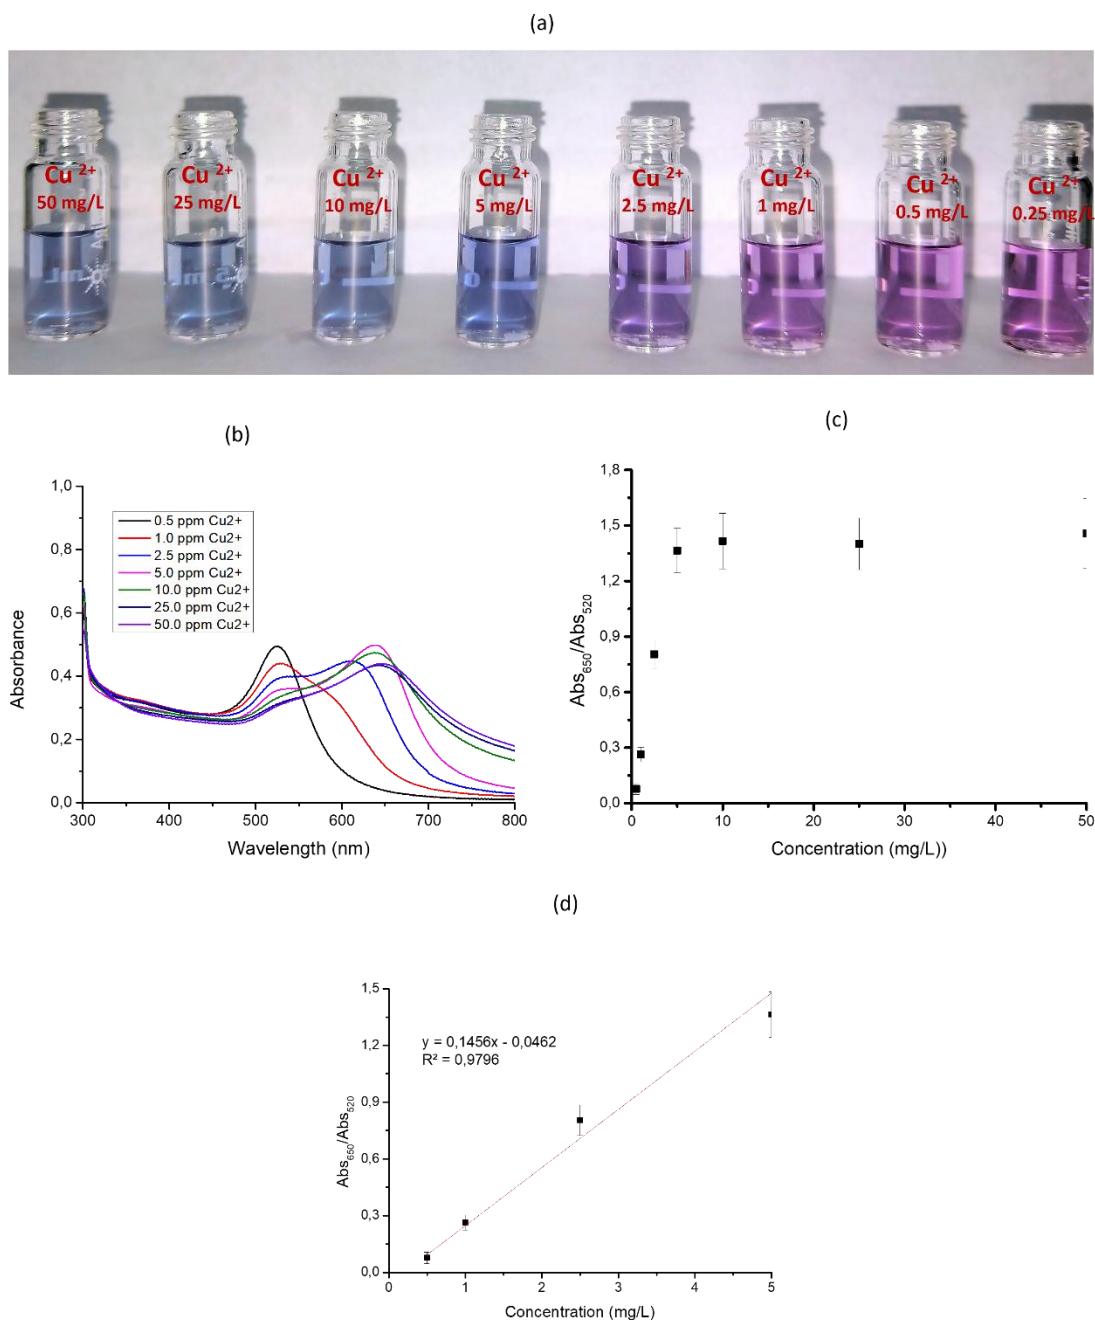 (a)
Cu 2+
50 mg/L
Cu 2+
25 mg/L
Cu 2+
10 mg/L
Cu 2+
5 mg/L
Cu 2+
2.5 mg/L
Cu 2+
1 mg/L
Cu 2+
0.5 mg/L
Cu 2+
0.25 mg/L
mL
5
(b)
1,0
0,8
0,6
0,4
0,2
0,0
Absorbance
0.5 ppm Cu2+
1.0 ppm Cu2+
2.5 ppm Cu2+
5.0 ppm Cu2+
10.0 ppm Cu2+
25.0 ppm Cu2+
50.0 ppm Cu2+
300 400 500 600 700 800
Wavelength (nm)
(c)
1,8
1,5
1,2
0,9
0,6
0,3
0,0
Abs650/Abs520
0 10 20 30 40 50
Concentration (mg/L))
(d)
1,5
1,2
0,9
0,6
0,3
0,0
Abs650/Abs520
y = 0,1456x - 0,0462
R² = 0,9796
0 1 2 3 4 5
Concentration (mg/L)